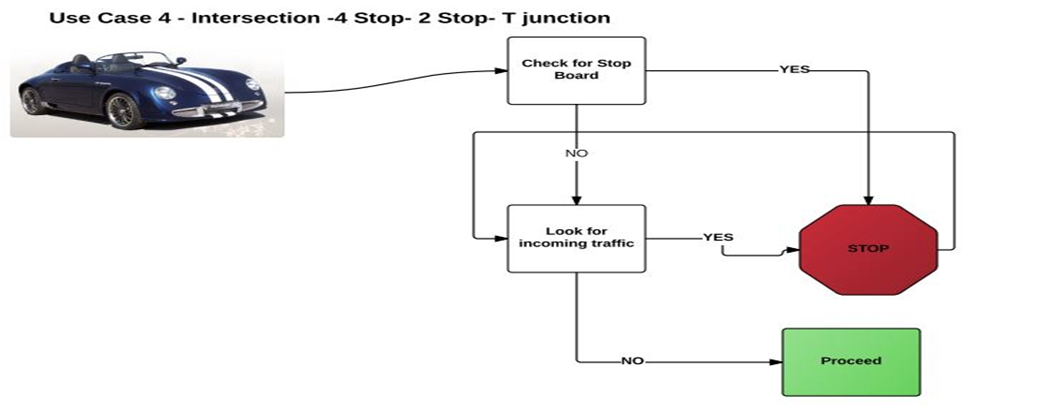 Use Case 4 - Intersection -4 Stop- 2 Stop- T junction
Check for Stop
Board
YES
NO
Look for
incoming traffic
YES
STOP
NO
Proceed